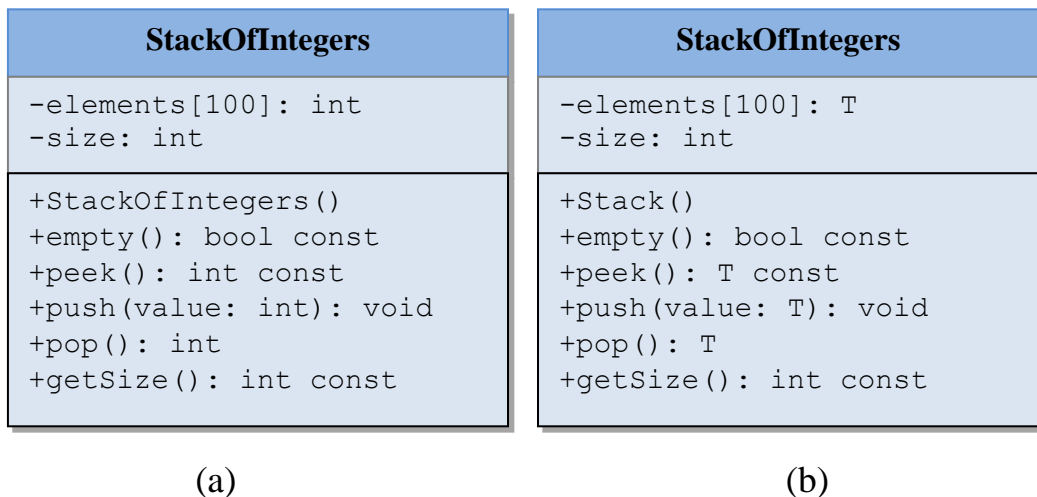 StackOfIntegers
-elements[100]: int
-size: int
+StackOfIntegers()
+empty(): bool const
+peek(): int const
+push(value: int): void
+pop(): int
+getSize(): int const
(a)
StackOfIntegers
-elements[100]: T
-size: int
+Stack()
+empty(): bool const
+peek(): T const
+push(value: T): void
+pop(): T
+getSize(): int const
(b)